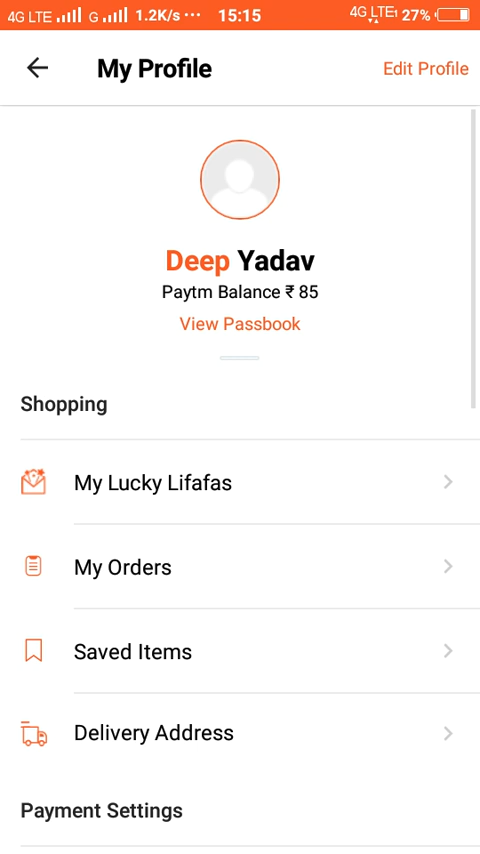 4G LTE G 1.2K/s ··· 15:15 4G LTE1 27%
My Profile Edit Profile
Deep Yadav
Paytm Balance ₹ 85
View Passbook
Shopping
My Lucky Lifafas
My Orders
Saved Items
Delivery Address
Payment Settings